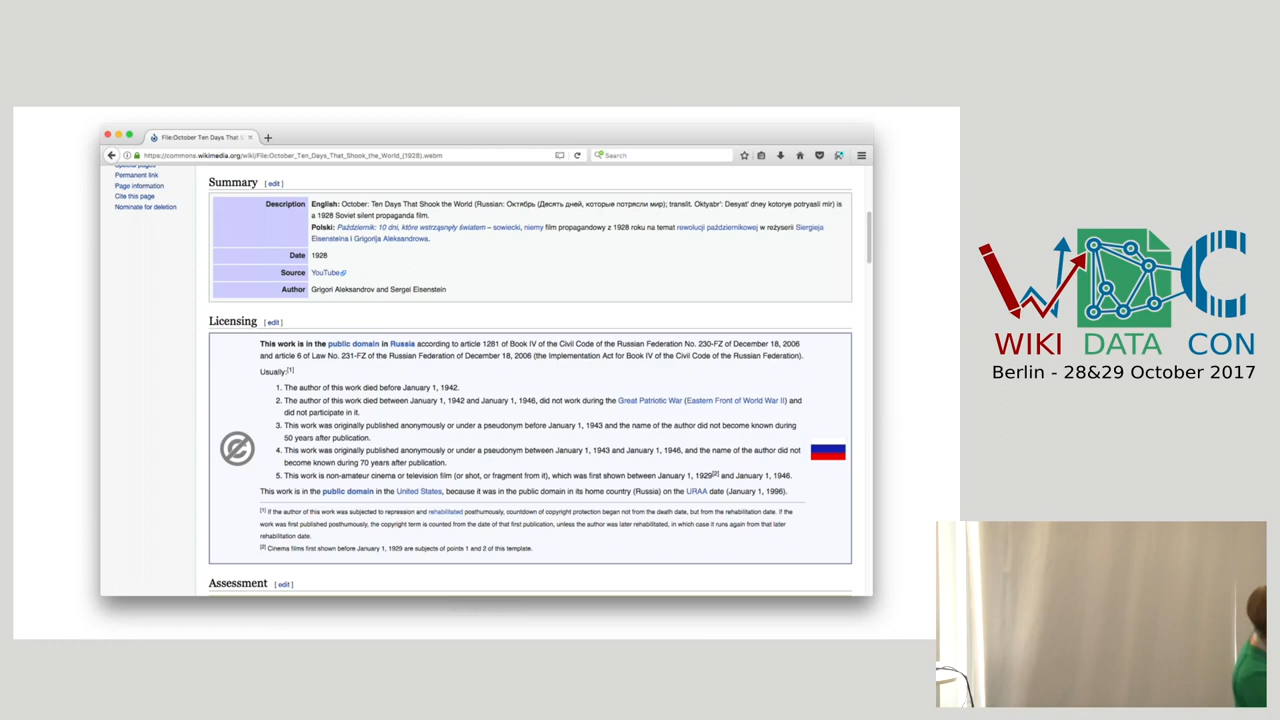 File:October Ten Days That S
https://commons.wikimedia.org/wiki/File:October_Ten_Days_That_Shook_the_World_(1928).webm
Search
Permanent link
Page information
Cite this page
Nominate for deletion
Summary [ edit ]
Description English: October: Ten Days That Shook the World (Russian: Октябрь (Десять дней, которые потрясли мир); translit. Oktyabr': Desyat' dney kotorye potryasli mir) is
a 1928 Soviet silent propaganda film.
Polski: Październik: 10 dni, które wstrząsnęły światem – sowiecki, niemy film propagandowy z 1928 roku na temat rewolucji październikowej w reżyserii Siergieja
Eisensteina i Grigorija Aleksandrowa.
Date 1928
Source YouTube
Author Grigori Aleksandrov and Sergei Eisenstein
Licensing [ edit ]
This work is in the public domain in Russia according to article 1281 of Book IV of the Civil Code of the Russian Federation No. 230-FZ of December 18, 2006
and article 6 of Law No. 231-FZ of the Russian Federation of December 18, 2006 (the Implementation Act for Book IV of the Civil Code of the Russian Federation).
Usually:[1]
1. The author of this work died before January 1, 1942.
2. The author of this work died between January 1, 1942 and January 1, 1946, did not work during the Great Patriotic War (Eastern Front of World War II) and
did not participate in it.
3. This work was originally published anonymously or under a pseudonym before January 1, 1943 and the name of the author did not become known during
50 years after publication.
4. This work was originally published anonymously or under a pseudonym between January 1, 1943 and January 1, 1946, and the name of the author did not
become known during 70 years after publication.
5. This work is non-amateur cinema or television film (or shot, or fragment from it), which was first shown between January 1, 1929[2] and January 1, 1946.
This work is in the public domain in the United States, because it was in the public domain in its home country (Russia) on the URAA date (January 1, 1996).
[1] If the author of this work was subjected to repression and rehabilitated posthumously, countdown of copyright protection began not from the death date, but from the rehabilitation date. If the
work was first published posthumously, the copyright term is counted from the date of that first publication, unless the author was later rehabilitated, in which case it runs again from that later
rehabilitation date.
[2] Cinema films first shown before January 1, 1929 are subjects of points 1 and 2 of this template.
Assessment [ edit ]
WIKI DATA CON
Berlin - 28&29 October 2017